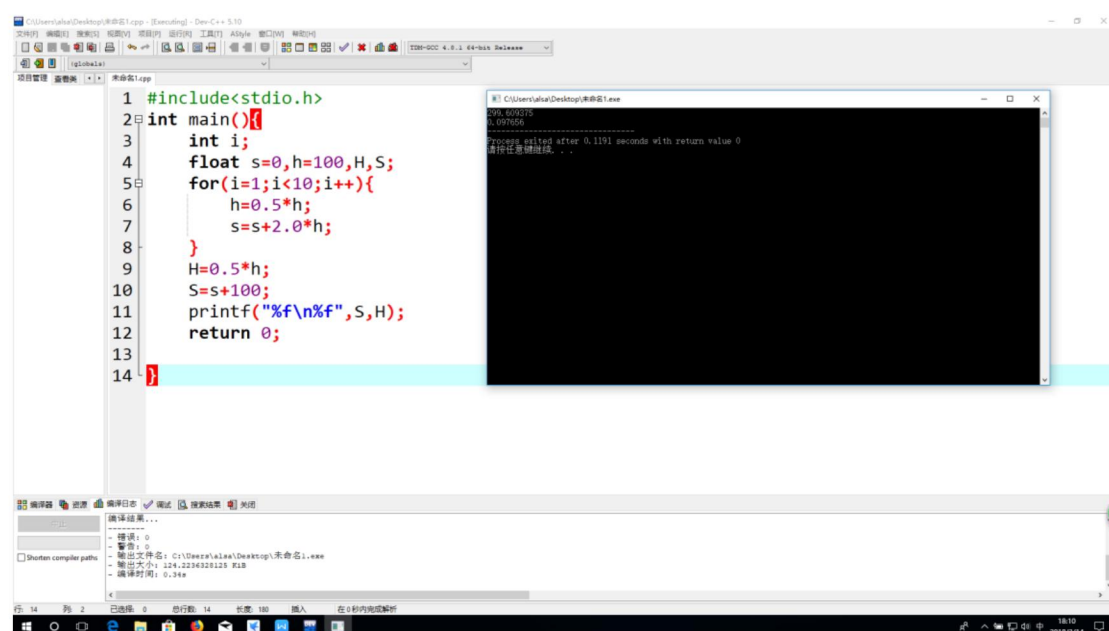 C:\Users\alsa\Desktop\未命名1.cpp - [Executing] - Dev-C++ 5.10
文件[F] 编辑[E] 搜索[S] 视图[V] 项目[P] 运行[R] 工具[T] AStyle 窗口[W] 帮助[H]
TDM-GCC 4.8.1 64-bit Release
(globals)
项目管理 查看类 未命名1.cpp
1 #include<stdio.h>
2 int main(){
3 int i;
4 float s=0,h=100,H,S;
5 for(i=1;i<10;i++){
6 h=0.5*h;
7 s=s+2.0*h;
8 }
9 H=0.5*h;
10 S=s+100;
11 printf("%f\n%f",S,H);
12 return 0;
13
14 }
C:\Users\alsa\Desktop\未命名1.exe
299.609375
0.097656
--------------------------------
Process exited after 0.1191 seconds with return value 0
请按任意键继续. . .
编译器 资源 编译日志 调试 搜索结果 关闭
Shorten compiler paths
编译结果...
--------
- 错误: 0
- 警告: 0
- 输出文件名: C:\Users\alsa\Desktop\未命名1.exe
- 输出大小: 124.2236328125 KiB
- 编译时间: 0.34s
行: 14 列: 2 已选择: 0 总行数: 14 长度: 180 插入 在 0 秒内完成解析
中 18:10